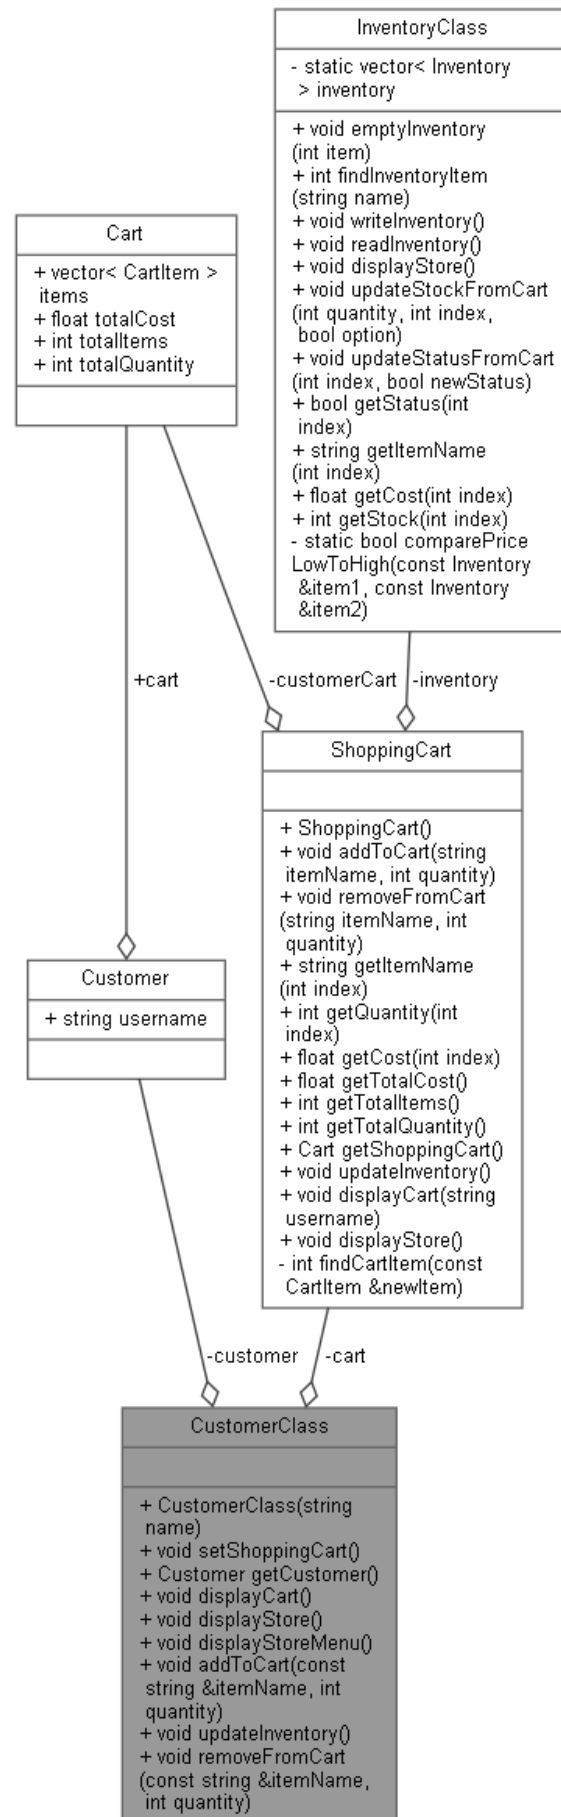 InventoryClass
- static vector< Inventory
> inventory
+ void emptyInventory
(int item)
+ int findInventoryItem
(string name)
+ void writeInventory()
+ void readInventory()
+ void displayStore()
+ void updateStockFromCart
(int quantity, int index,
bool option)
+ void updateStatusFromCart
(int index, bool newStatus)
+ bool getStatus(int
index)
+ string getItemName
(int index)
+ float getCost(int index)
+ int getStock(int index)
- static bool comparePrice
LowToHigh(const Inventory
&item1, const Inventory
&item2)
Cart
+ vector< CartItem >
items
+ float totalCost
+ int totalItems
+ int totalQuantity
+cart
-customerCart
-inventory
ShoppingCart
+ ShoppingCart()
+ void addToCart(string
itemName, int quantity)
+ void removeFromCart
(string itemName, int
quantity)
+ string getItemName
(int index)
+ int getQuantity(int
index)
+ float getCost(int index)
+ float getTotalCost()
+ int getTotalItems()
+ int getTotalQuantity()
+ Cart getShoppingCart()
+ void updateInventory()
+ void displayCart(string
username)
+ void displayStore()
- int findCartItem(const
CartItem &newItem)
Customer
+ string username
-customer
-cart
CustomerClass
+ CustomerClass(string
name)
+ void setShoppingCart()
+ Customer getCustomer()
+ void displayCart()
+ void displayStore()
+ void displayStoreMenu()
+ void addToCart(const
string &itemName, int
quantity)
+ void updateInventory()
+ void removeFromCart
(const string &itemName,
int quantity)